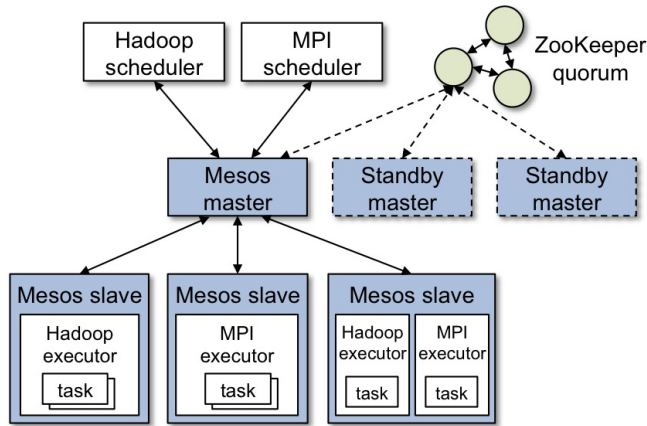 Hadoop
scheduler
MPI
scheduler
ZooKeeper
quorum
Mesos
master
Standby
master
Standby
master
Mesos slave
Hadoop
executor
task
Mesos slave
MPI
executor
task
Mesos slave
Hadoop
executor
task
MPI
executor
task